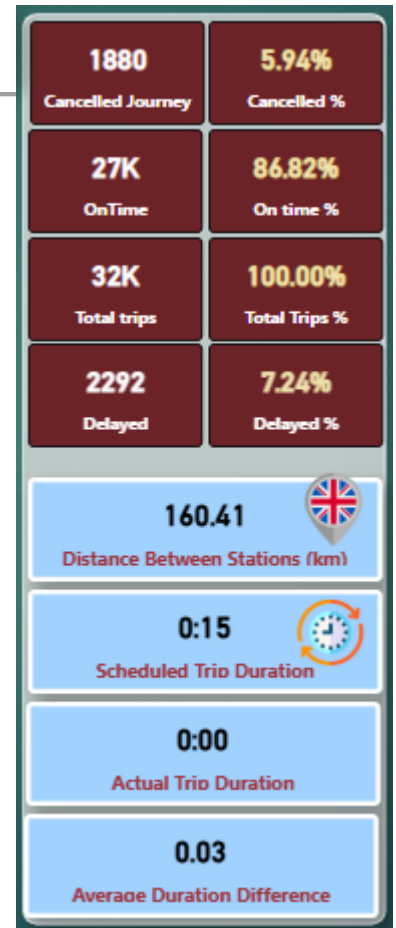 1880 5.94%
Cancelled Journey Cancelled %
27K 86.82%
OnTime On time %
32K 100.00%
Total trips Total Trips %
2292 7.24%
Delayed Delayed %
160.41
Distance Between Stations (km)
0:15
Scheduled Trip Duration
0:00
Actual Trip Duration
0.03
Average Duration Difference